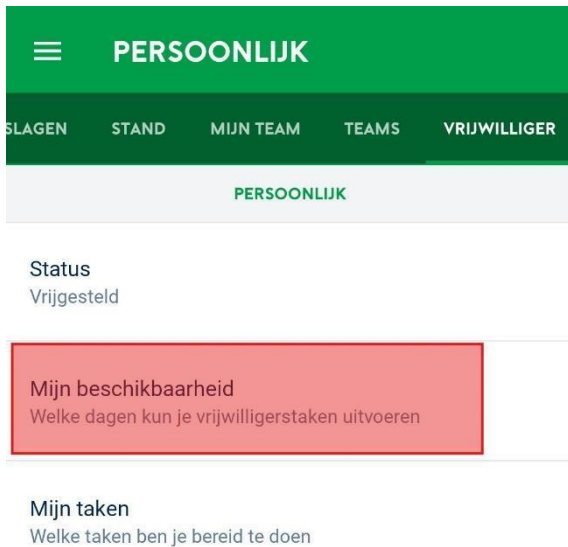 PERSOONLIJK
SLAGEN STAND MIJN TEAM TEAMS VRIJWILLIGER
PERSOONLIJK
Status
Vrijgesteld
Mijn beschikbaarheid
Welke dagen kun je vrijwilligerstaken uitvoeren
Mijn taken
Welke taken ben je bereid te doen